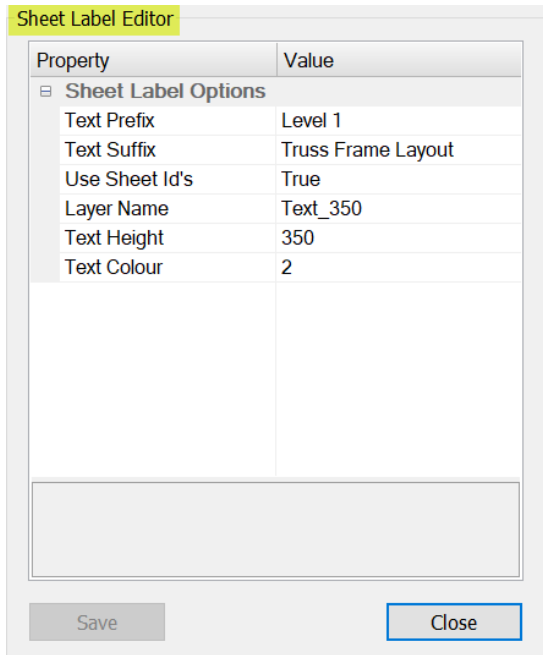 Sheet Label Editor
Property Value
Sheet Label Options
Text Prefix Level 1
Text Suffix Truss Frame Layout
Use Sheet Id's True
Layer Name Text_350
Text Height 350
Text Colour 2
Save Close